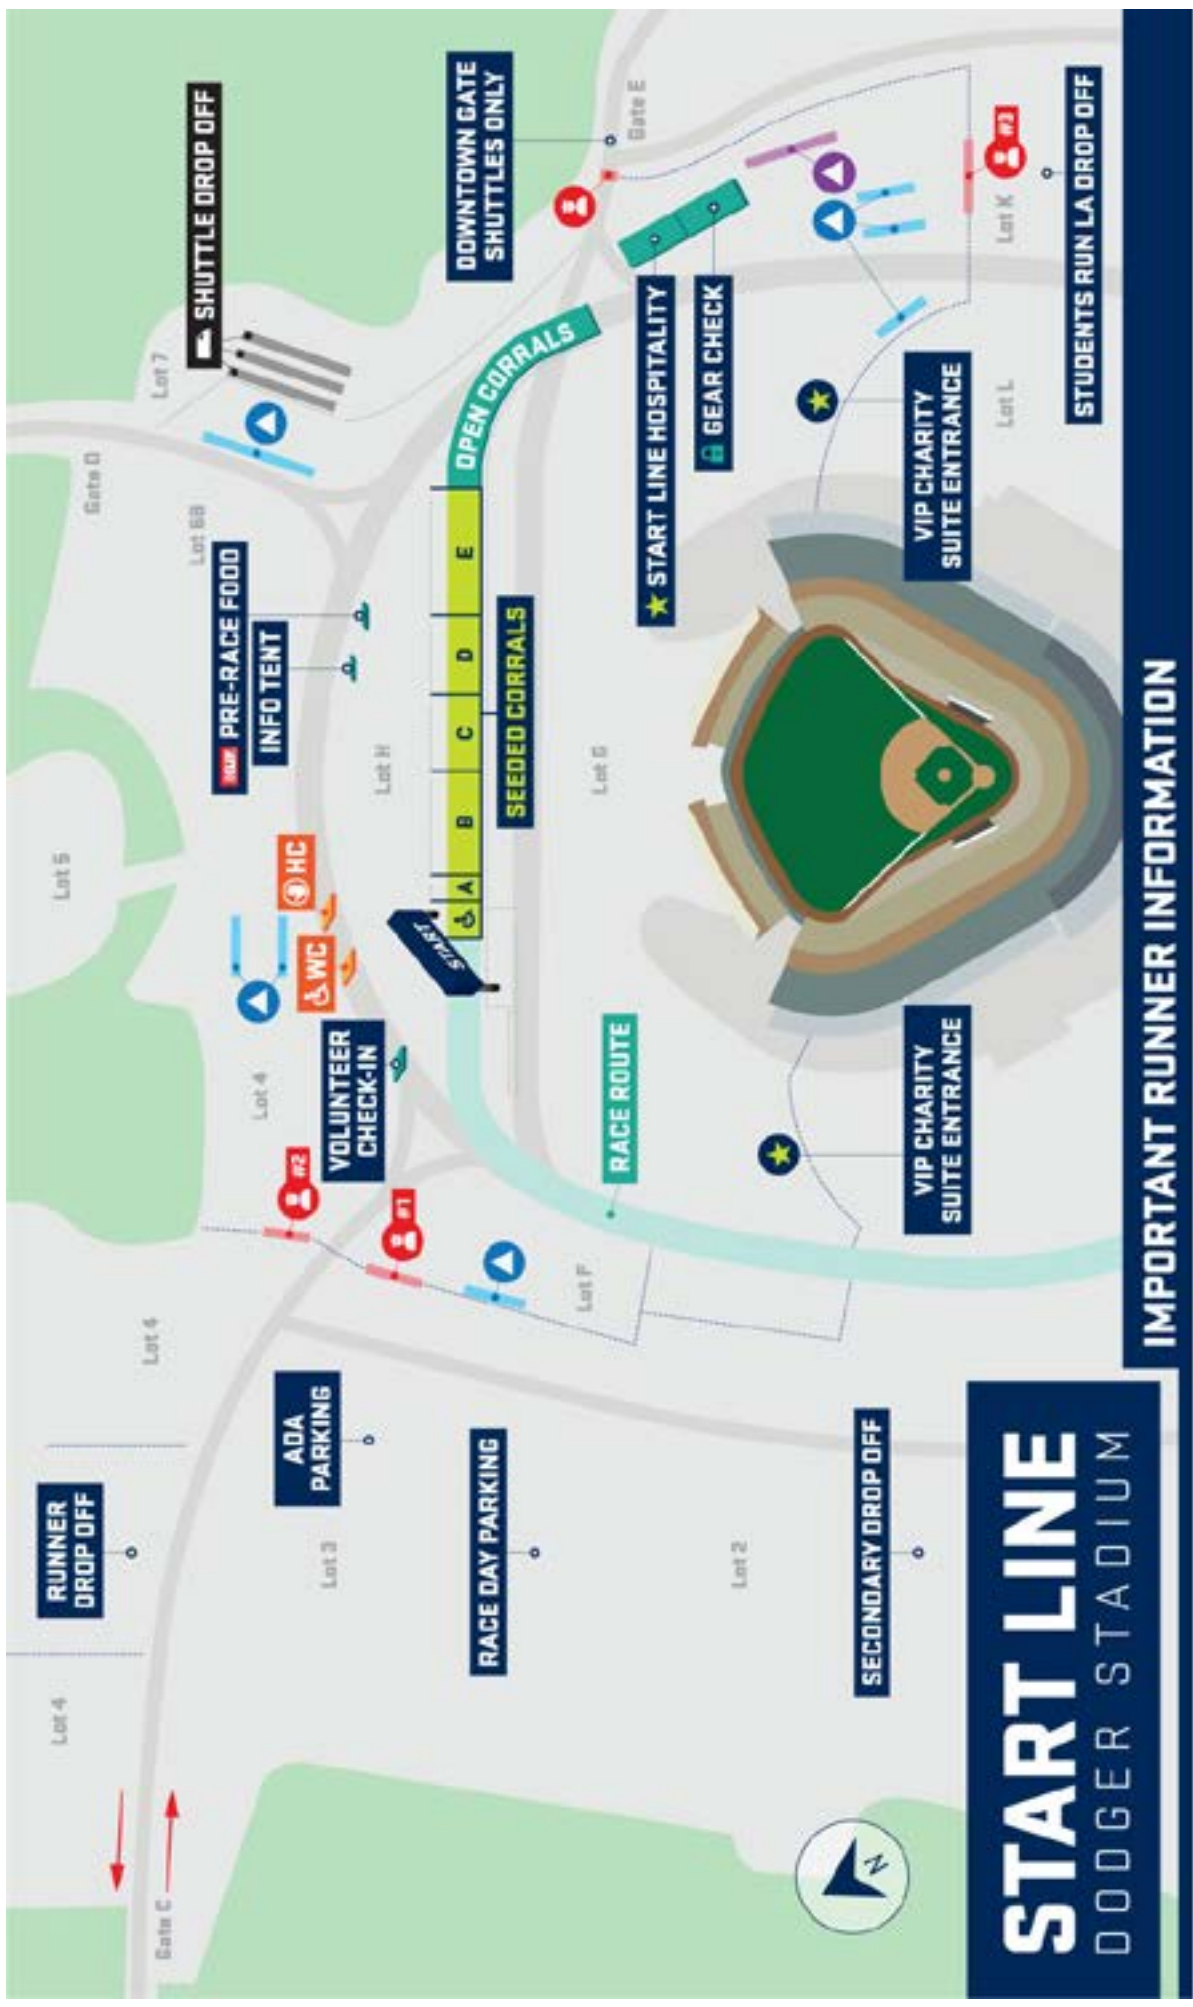 Lot 4
RUNNER
DROP OFF
Lot 5
Gate D
Gate C
Lot 4
Lot 7
Lot 6B
SHUTTLE DROP OFF
PRE-RACE FOOD
INFO TENT
Lot 4
#2
WC
HC
ADA
PARKING
Lot 3
VOLUNTEER
CHECK-IN
#1
Lot H
START
A
B
C
D
E
OPEN CORRALS
DOWNTOWN GATE
SHUTTLES ONLY
RACE DAY PARKING
SEEDED CORRALS
Lot F
Lot G
Gate E
RACE ROUTE
START LINE HOSPITALITY
GEAR CHECK
Lot 2
SECONDARY DROP OFF
VIP CHARITY
SUITE ENTRANCE
VIP CHARITY
SUITE ENTRANCE
Lot L
Lot K
#3
STUDENTS RUN LA DROP OFF
N
START LINE
DODGER STADIUM
IMPORTANT RUNNER INFORMATION